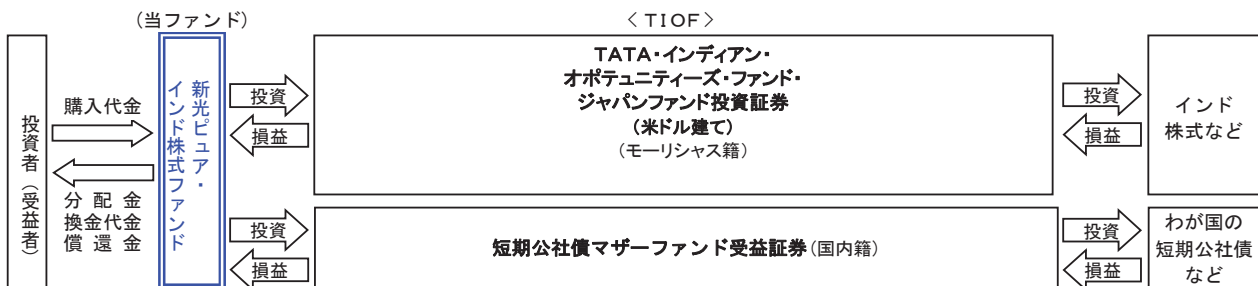 (当ファンド)
<TIOF>
投資者(受益者)
購入代金
分配金
換金代金
償還金
新光ピュア・
インド株式ファンド
投資
損益
TATA・インディアン・
オポテュニティーズ・ファンド・
ジャパンファンド投資証券
(米ドル建て)
(モーリシャス籍)
投資
損益
インド
株式など
投資
損益
短期公社債マザーファンド受益証券(国内籍)
投資
損益
わが国の
短期公社債
など